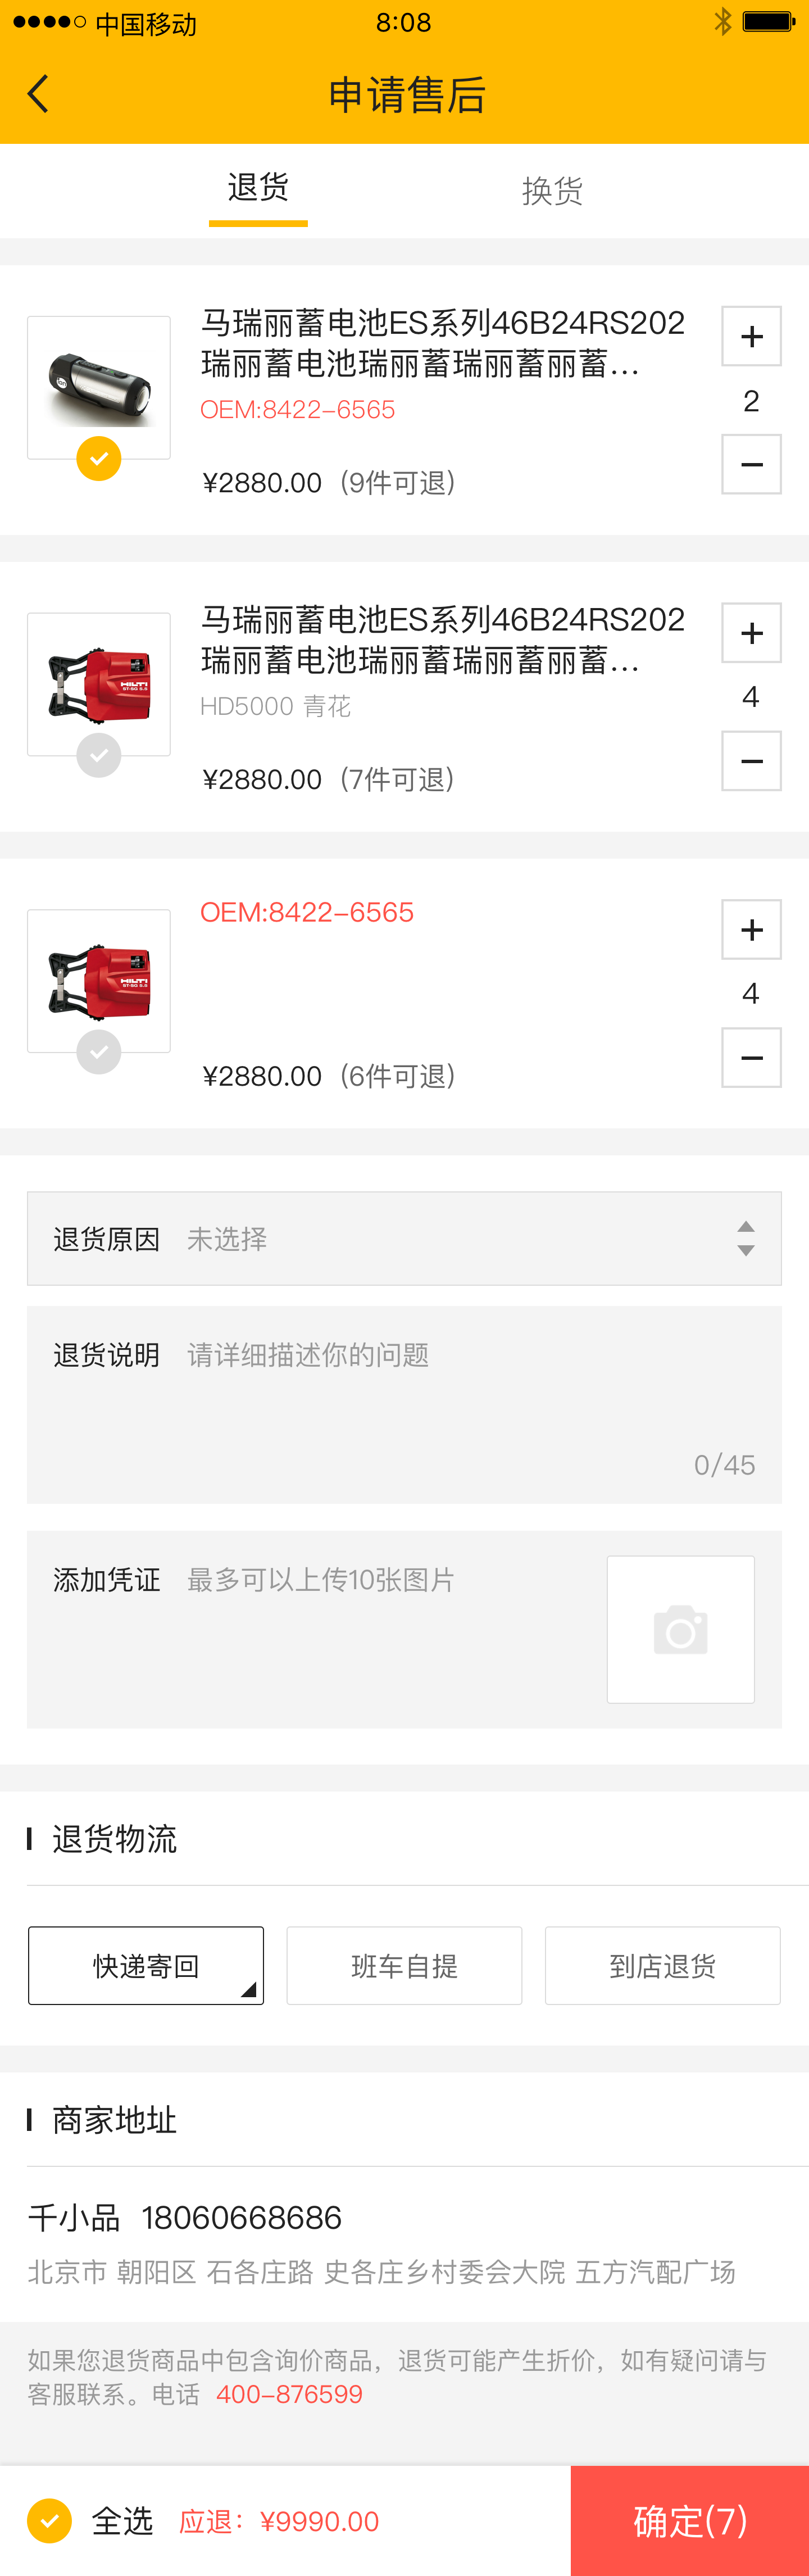 中国移动 8:08
申请售后
退货 换货
马瑞丽蓄电池ES系列46B24RS202
瑞丽蓄电池瑞丽蓄瑞丽蓄丽蓄...
OEM:8422-6565
¥2880.00 (9件可退)
+
2
−
马瑞丽蓄电池ES系列46B24RS202
瑞丽蓄电池瑞丽蓄瑞丽蓄丽蓄...
HD5000 青花
¥2880.00 (7件可退)
+
4
−
HILTI
OEM:8422-6565
¥2880.00 (6件可退)
+
4
−
HILTI
退货原因 未选择
退货说明 请详细描述你的问题
0/45
添加凭证 最多可以上传10张图片
退货物流
快递寄回 班车自提 到店退货
商家地址
千小品 18060668686
北京市 朝阳区 石各庄路 史各庄乡村委会大院 五方汽配广场
如果您退货商品中包含询价商品，退货可能产生折价，如有疑问请与
客服联系。电话 400-876599
全选 应退：¥9990.00 确定(7)